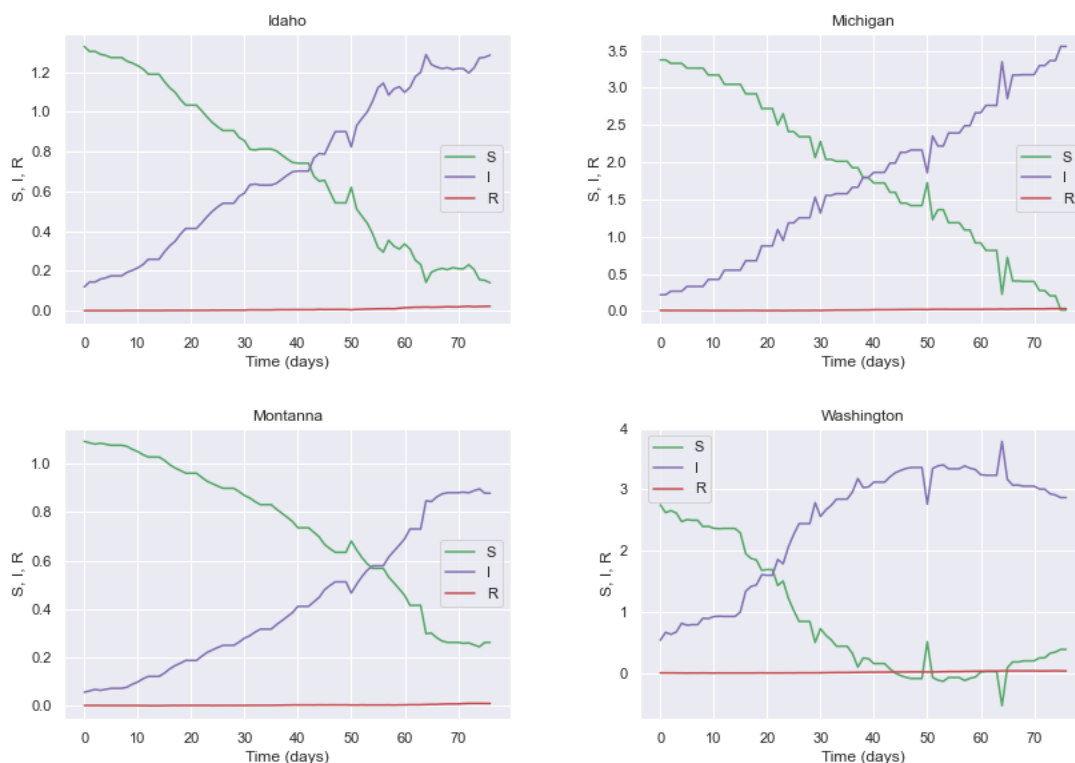 Idaho
S, I, R
1.2
1.0
0.8
0.6
0.4
0.2
0.0
S
I
R
0 10 20 30 40 50 60 70
Time (days)
Michigan
S, I, R
3.5
3.0
2.5
2.0
1.5
1.0
0.5
0.0
S
I
R
0 10 20 30 40 50 60 70
Time (days)
Montanna
S, I, R
1.0
0.8
0.6
0.4
0.2
0.0
S
I
R
0 10 20 30 40 50 60 70
Time (days)
Washington
S, I, R
4
3
2
1
0
S
I
R
0 10 20 30 40 50 60 70
Time (days)